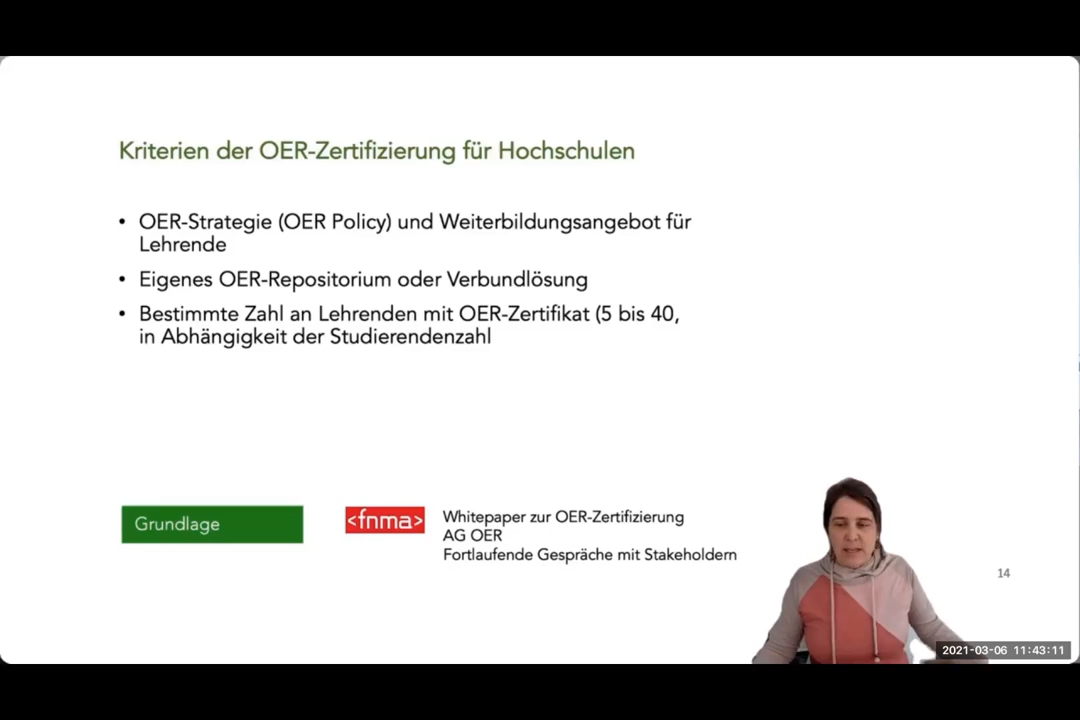 Kriterien der OER-Zertifizierung für Hochschulen
• OER-Strategie (OER Policy) und Weiterbildungsangebot für
Lehrende
• Eigenes OER-Repositorium oder Verbundlösung
• Bestimmte Zahl an Lehrenden mit OER-Zertifikat (5 bis 40,
in Abhängigkeit der Studierendenzahl
Grundlage
<fnma>
Whitepaper zur OER-Zertifizierung
AG OER
Fortlaufende Gespräche mit Stakeholdern
14
2021-03-06 11:43:11